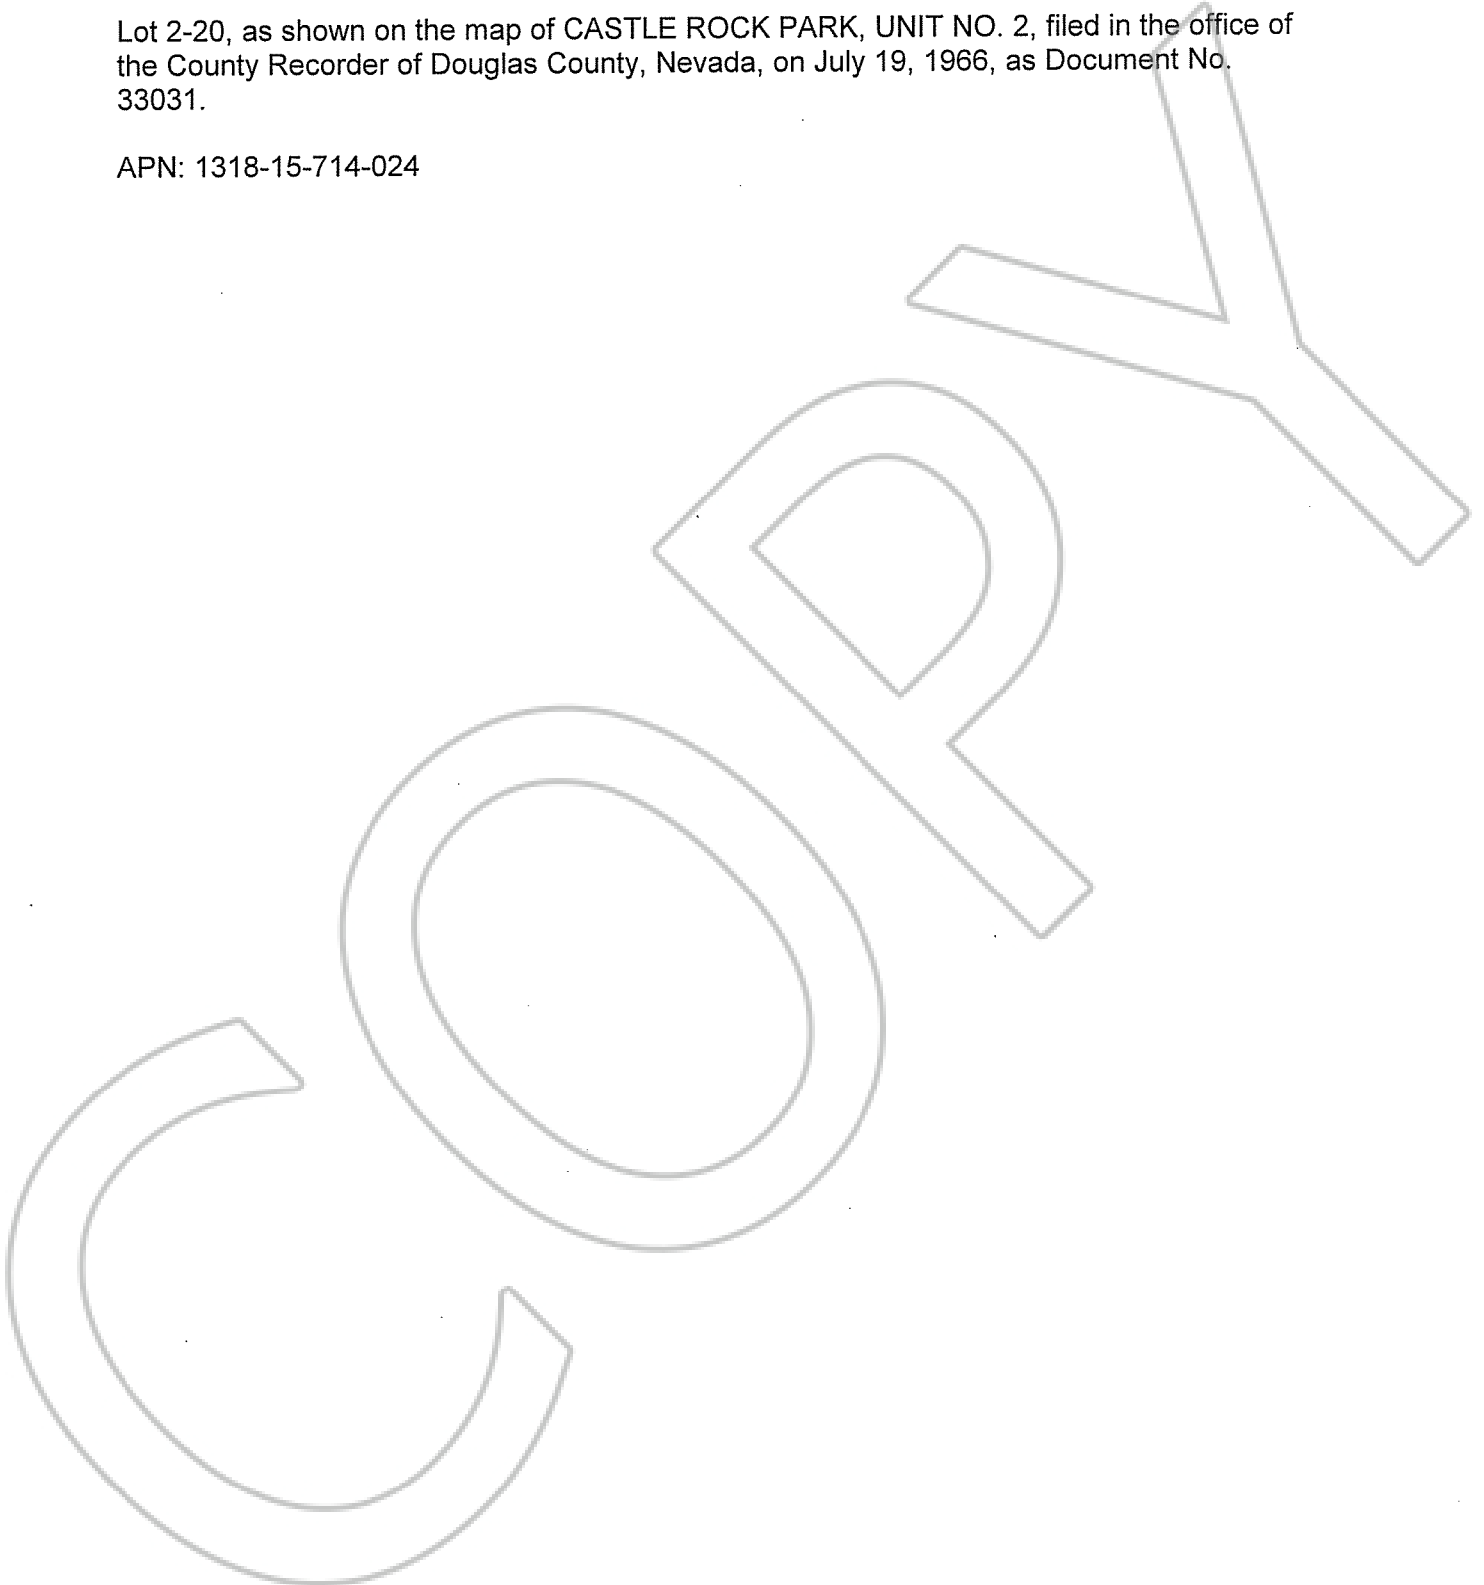 Lot 2-20, as shown on the map of CASTLE ROCK PARK, UNIT NO. 2, filed in the office of
the County Recorder of Douglas County, Nevada, on July 19, 1966, as Document No.
33031.
APN: 1318-15-714-024
COPY